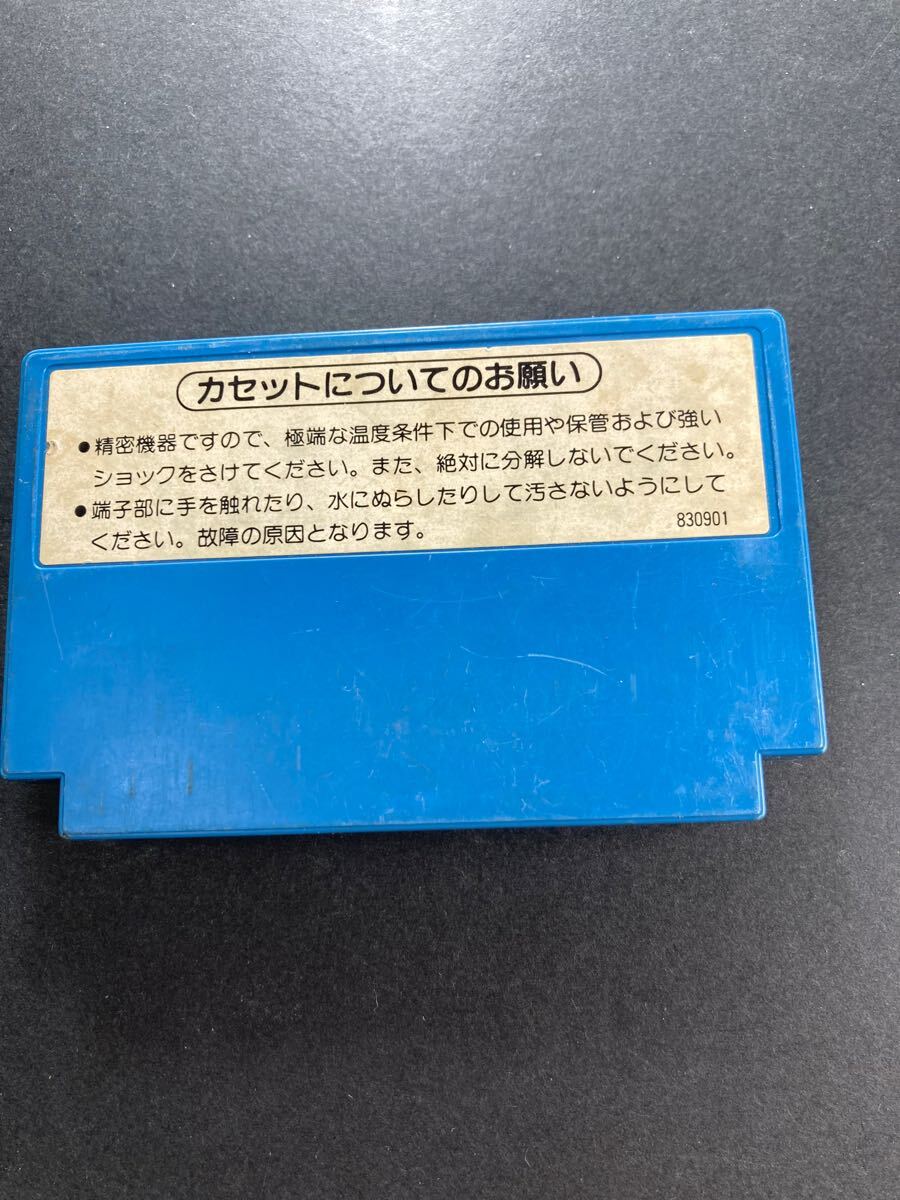 カセットについてのお願い
●精密機器ですので、極端な温度条件下での使用や保管および強い
ショックをさけてください。また、絶対に分解しないでください。
●端子部に手を触れたり、水にぬらしたりして汚さないようにして
ください。故障の原因となります。
830901